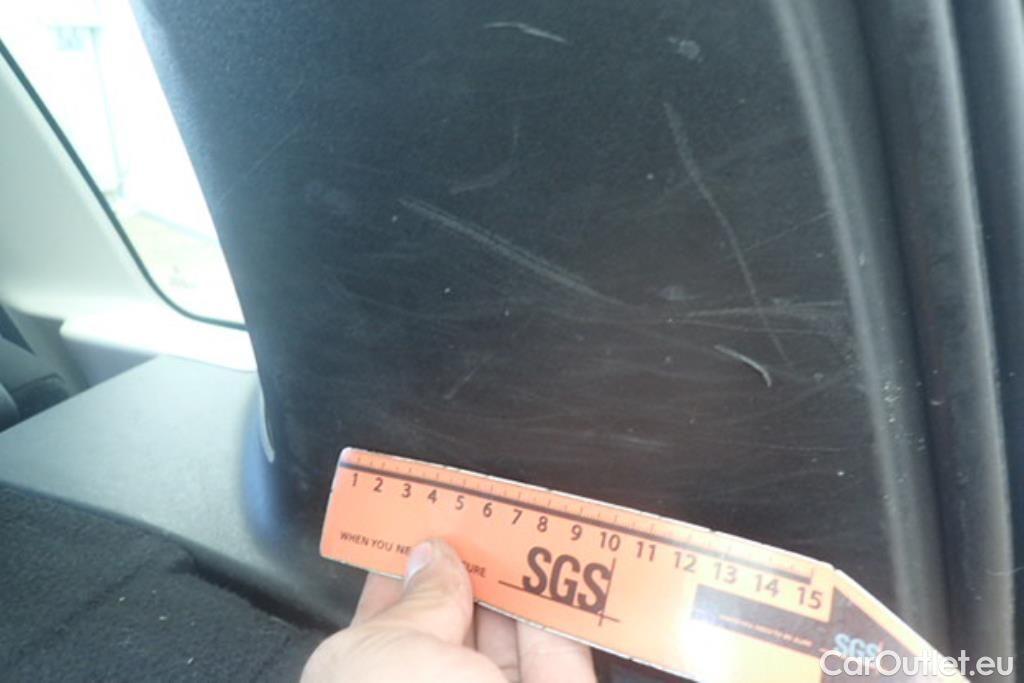 1 2 3 4 5 6 7 8 9 10 11 12 13 14 15
WHEN YOU NE
URE
SGS
SGS
CarOutlet.eu